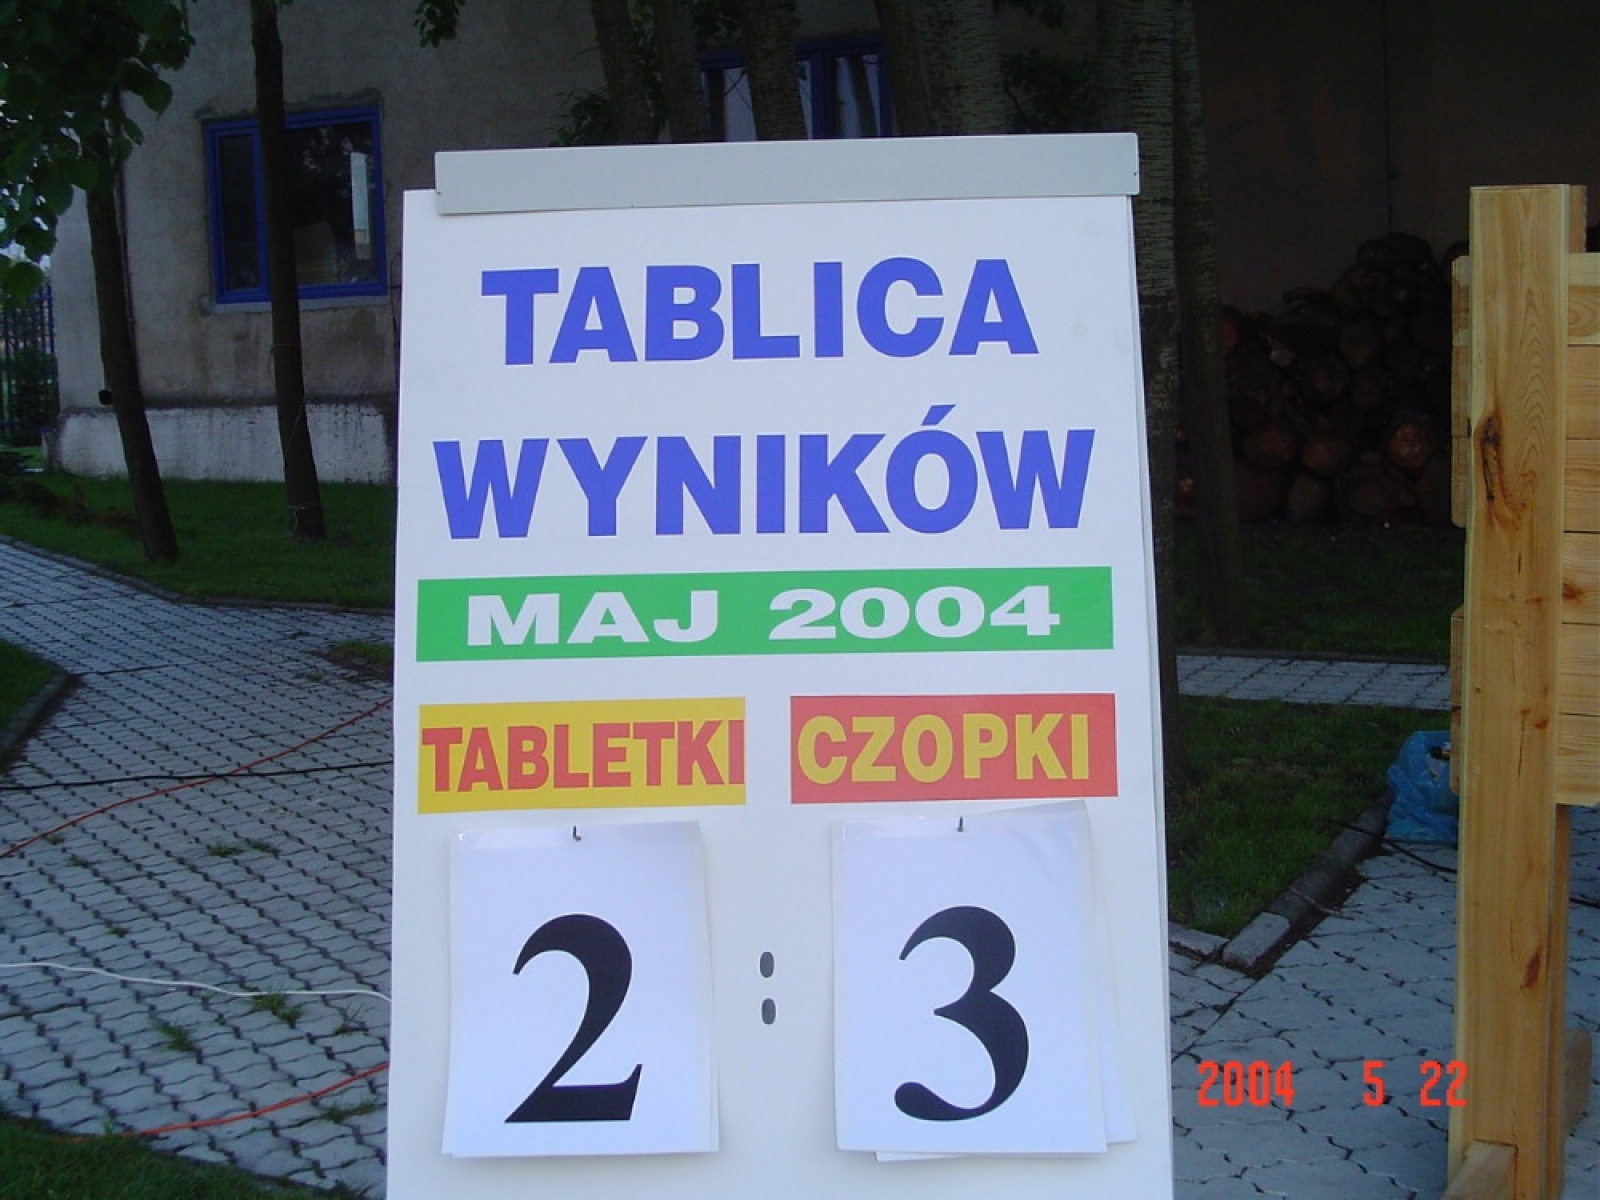 TABLICA
WYNIKÓW
MAJ 2004
TABLETKI CZOPKI
2 : 3
2004 5 22